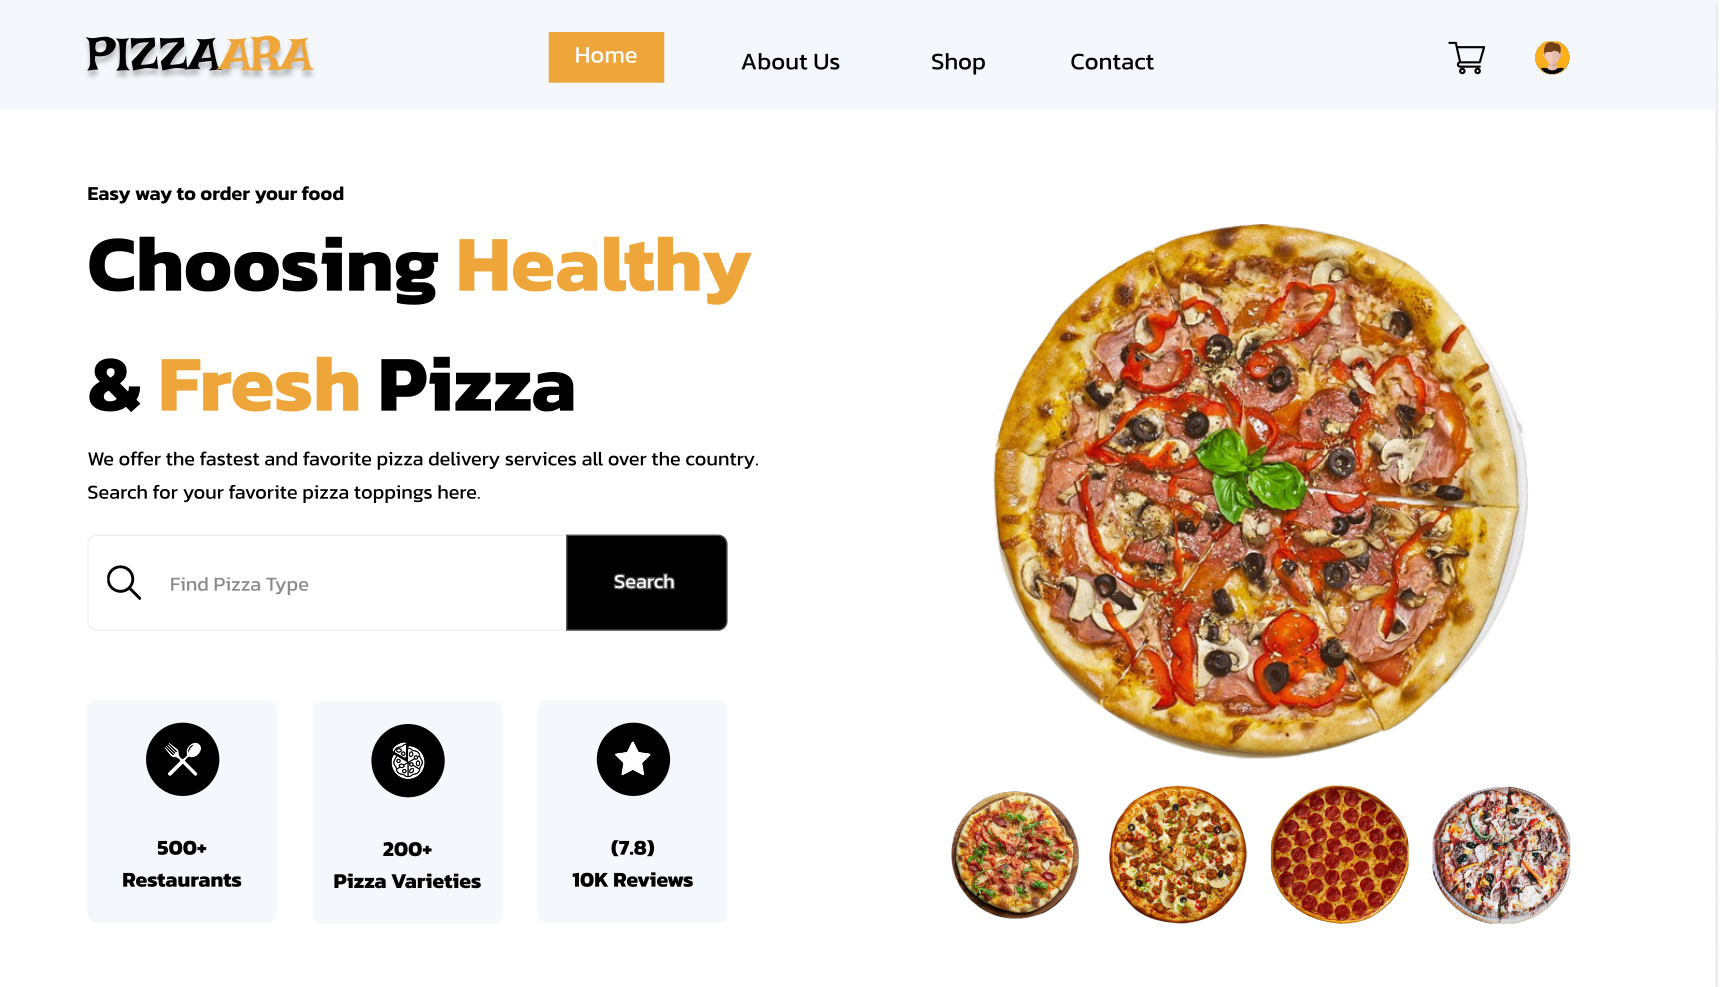 PIZZAARA
Home
About Us
Shop
Contact
Easy way to order your food
Choosing Healthy
& Fresh Pizza
We offer the fastest and favorite pizza delivery services all over the country.
Search for your favorite pizza toppings here.
Find Pizza Type
Search
500+
Restaurants
200+
Pizza Varieties
(7.8)
10K Reviews